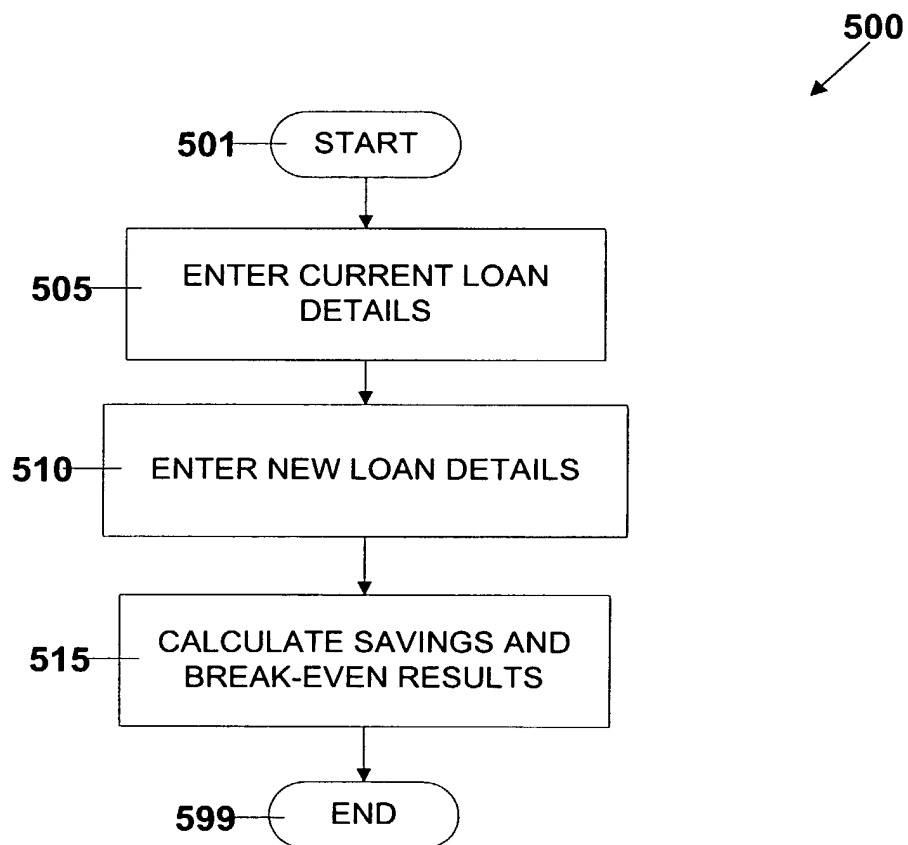 500
501
START
505
ENTER CURRENT LOAN
DETAILS
510
ENTER NEW LOAN DETAILS
515
CALCULATE SAVINGS AND
BREAK-EVEN RESULTS
599
END